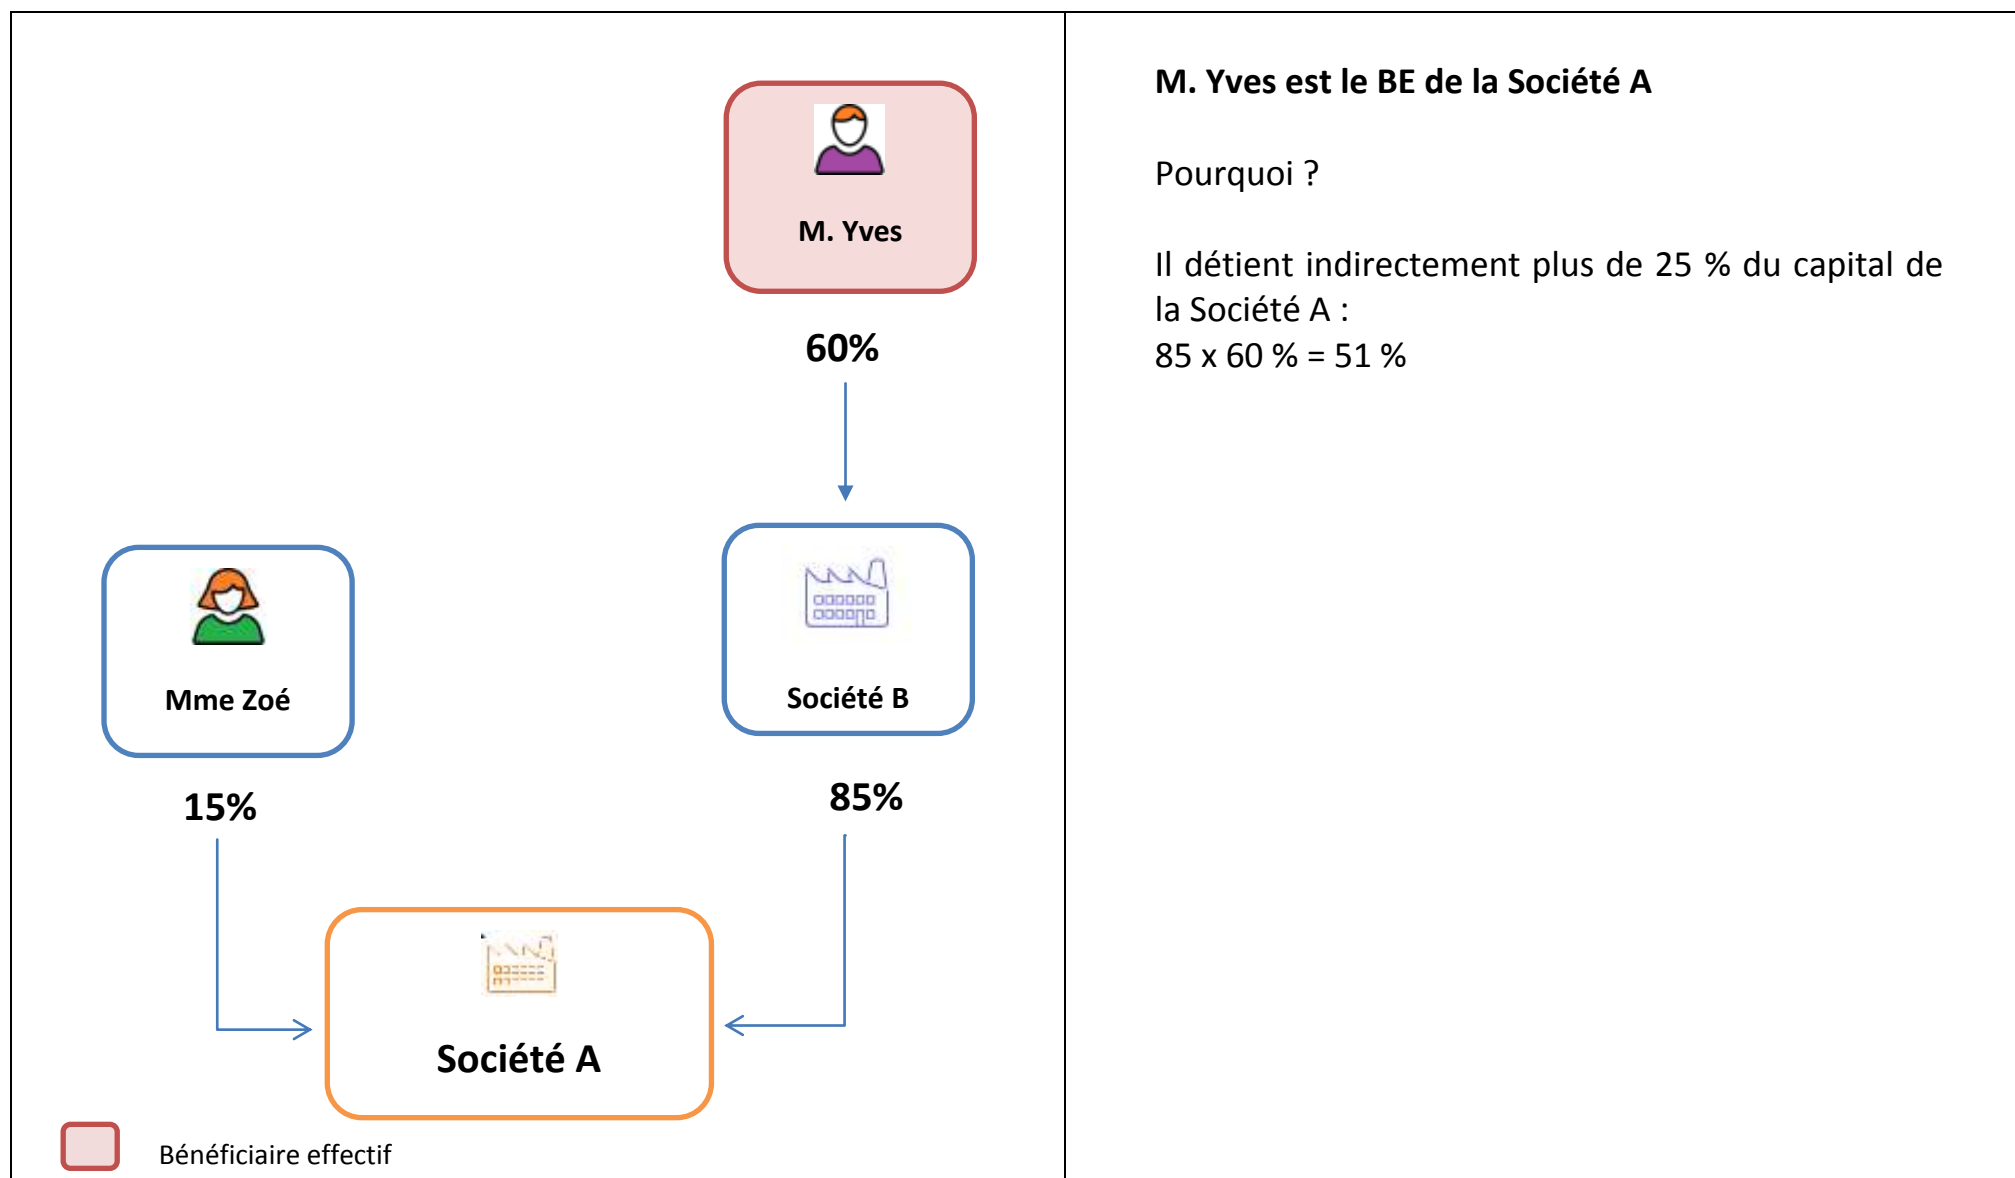 M. Yves
60%
Mme Zoé
Société B
15%
85%
Société A
Bénéficiaire effectif
M. Yves est le BE de la Société A
Pourquoi ?
Il détient indirectement plus de 25 % du capital de
la Société A :
85 x 60 % = 51 %